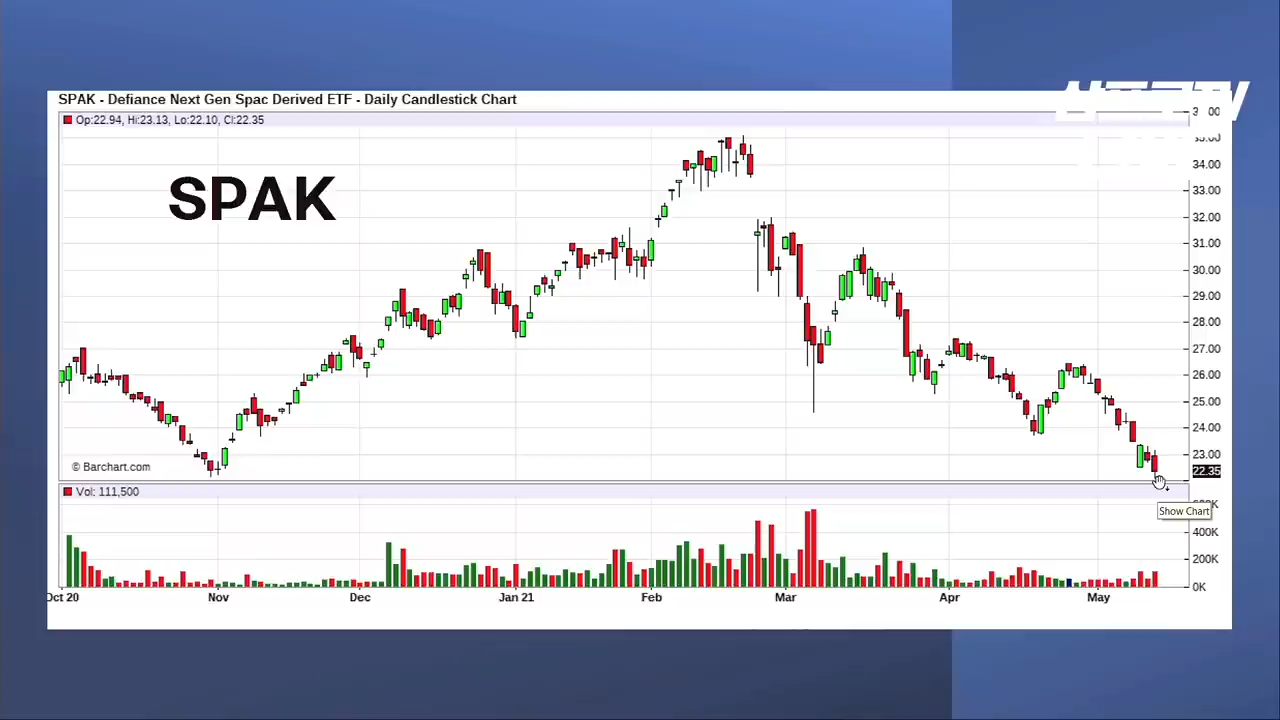 SPAK - Defiance Next Gen Spac Derived ETF - Daily Candlestick Chart
Op:22.94, Hi:23.13, Lo:22.10, Cl:22.35
SPAK
35.00
34.00
33.00
32.00
31.00
30.00
29.00
28.00
27.00
26.00
25.00
24.00
23.00
22.35
© Barchart.com
Vol: 111,500
Show Chart
400K
200K
0K
Oct 20 Nov Dec Jan 21 Feb Mar Apr May